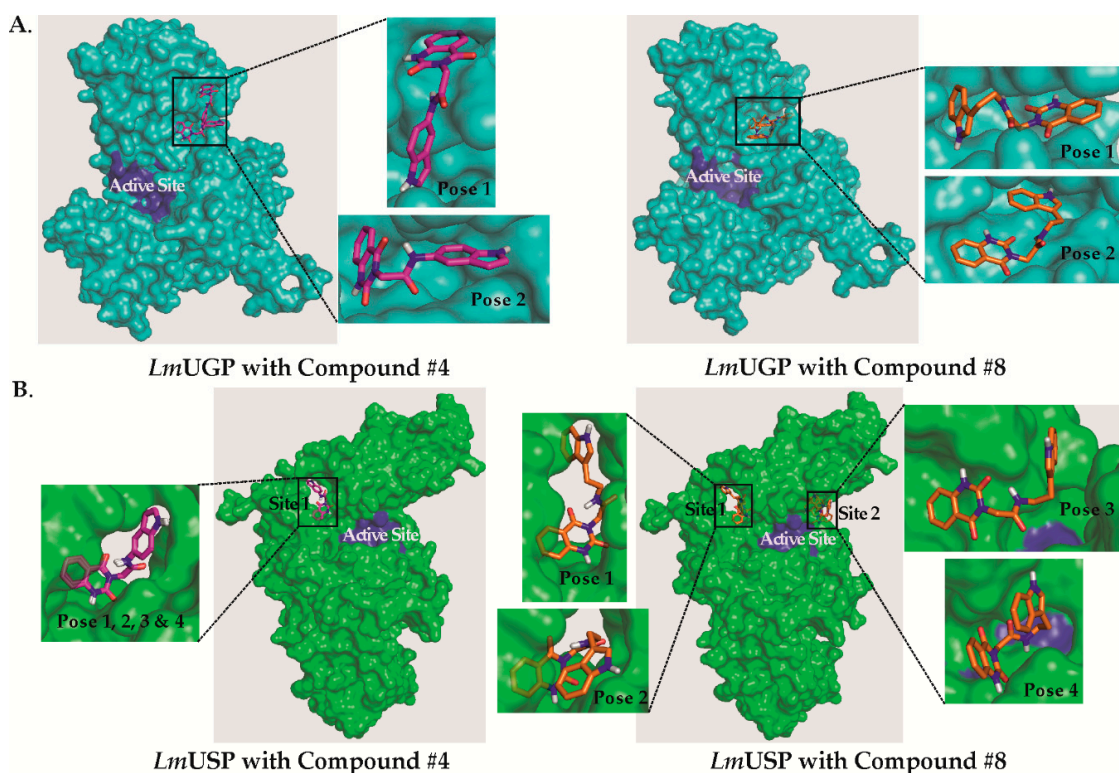 A.
Active Site
Pose 1
Pose 2
Active Site
Pose 1
Pose 2
LmUGP with Compound #4
LmUGP with Compound #8
B.
Site 1
Active Site
Pose 1, 2, 3 & 4
Pose 1
Pose 2
Site 1
Site 2
Active Site
Pose 3
Pose 4
LmUSP with Compound #4
LmUSP with Compound #8